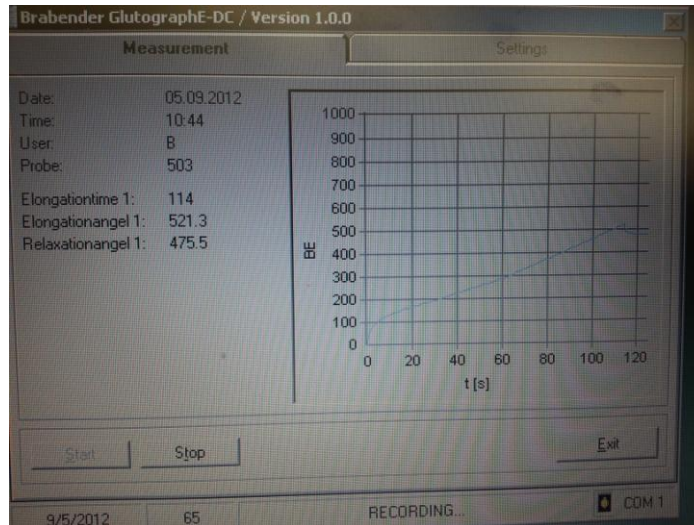 Brabender GlutographE-DC / Version 1.0.0
Measurement
Settings
Date: 05.09.2012
Time: 10:44
User: B
Probe: 503
Elongationtime 1: 114
Elongationangel 1: 521.3
Relaxationangel 1: 475.5
1000
900
800
700
600
500
400
300
200
100
0
BE
0 20 40 60 80 100 120
t [s]
Start
Stop
Exit
9/5/2012
65
RECORDING...
COM 1